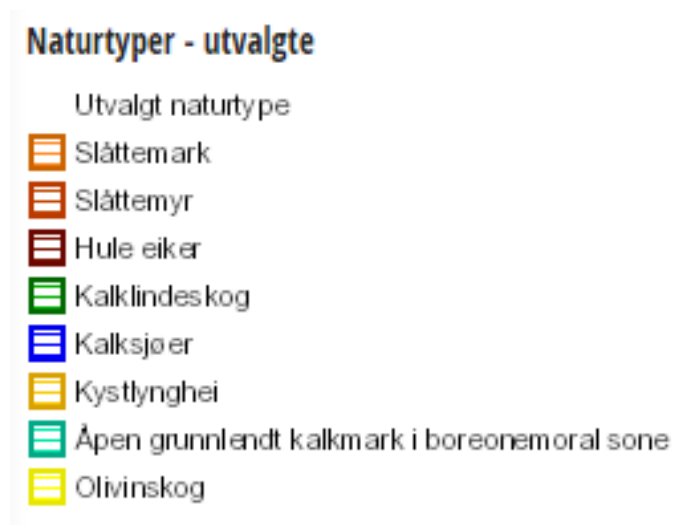 Naturtyper - utvalgte
Utvalgt naturtype
Slåttemark
Slåttemyr
Hule eiker
Kalklindeskog
Kalksjøer
Kystlynghei
Åpen grunnlendt kalkmark i boreonemoral sone
Olivinskog